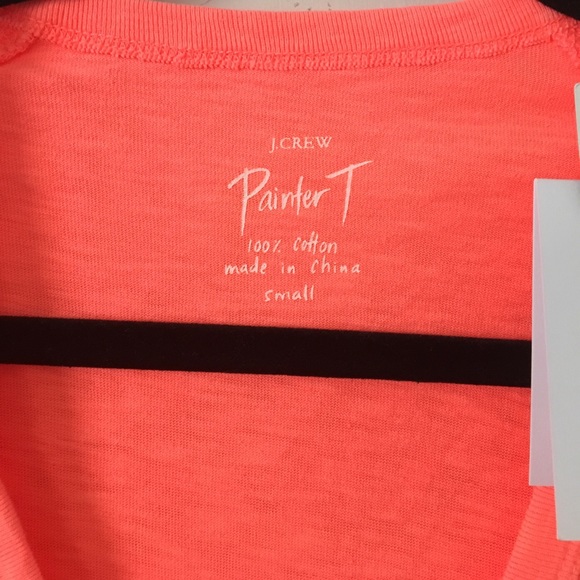 J.CREW
Painter T
100% cotton
made in china
small